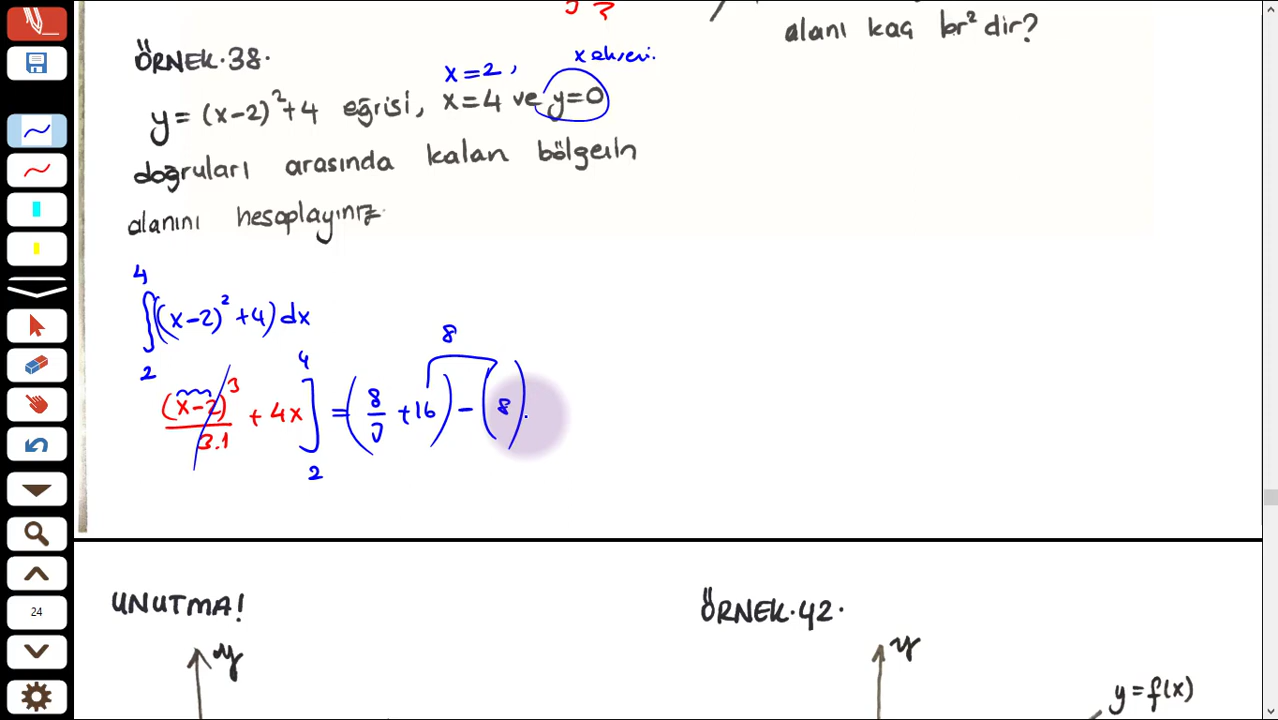 alanı kaç br² dir?
ÖRNEK.38.
x ekseni.
x=2,
y=(x-2)²+4 eğrisi, x=4 ve y=0
doğruları arasında kalan bölgenin
alanını hesaplayınız.
4
∫((x-2)²+4)dx
2
8
4
(x-2)³/3.1 + 4x ] = (8/3 +16) - (8).
2
24
UNUTMA!
y
ÖRNEK.42.
y
y=f(x)